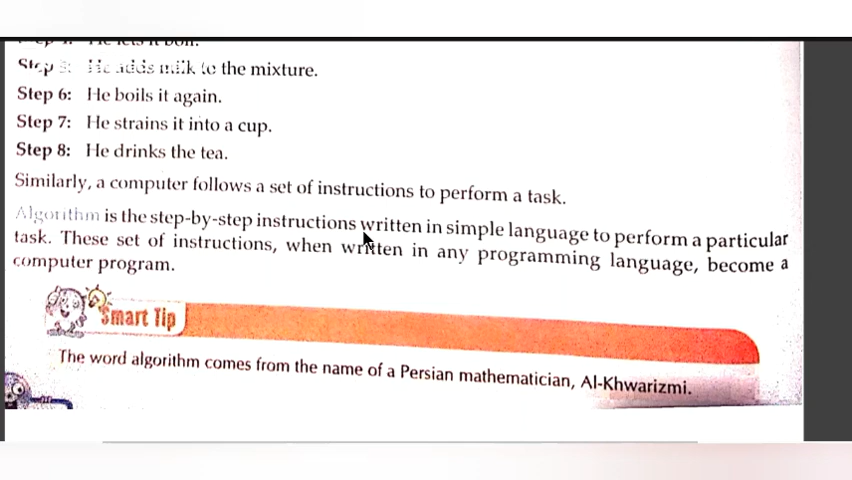 He lets it boil.
Step 5: He adds milk to the mixture.
Step 6: He boils it again.
Step 7: He strains it into a cup.
Step 8: He drinks the tea.
Similarly, a computer follows a set of instructions to perform a task.
Algorithm is the step-by-step instructions written in simple language to perform a particular
task. These set of instructions, when written in any programming language, become a
computer program.
Smart Tip
The word algorithm comes from the name of a Persian mathematician, Al-Khwarizmi.